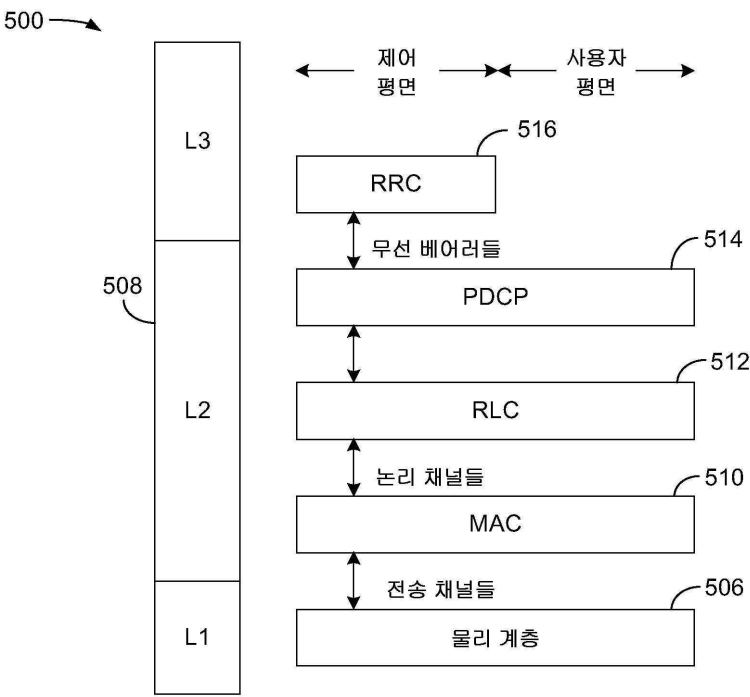 500
제어
평면
사용자
평면
516
L3
RRC
무선 베어러들
514
508
PDCP
512
L2
RLC
논리 채널들
510
MAC
전송 채널들
506
L1
물리 계층